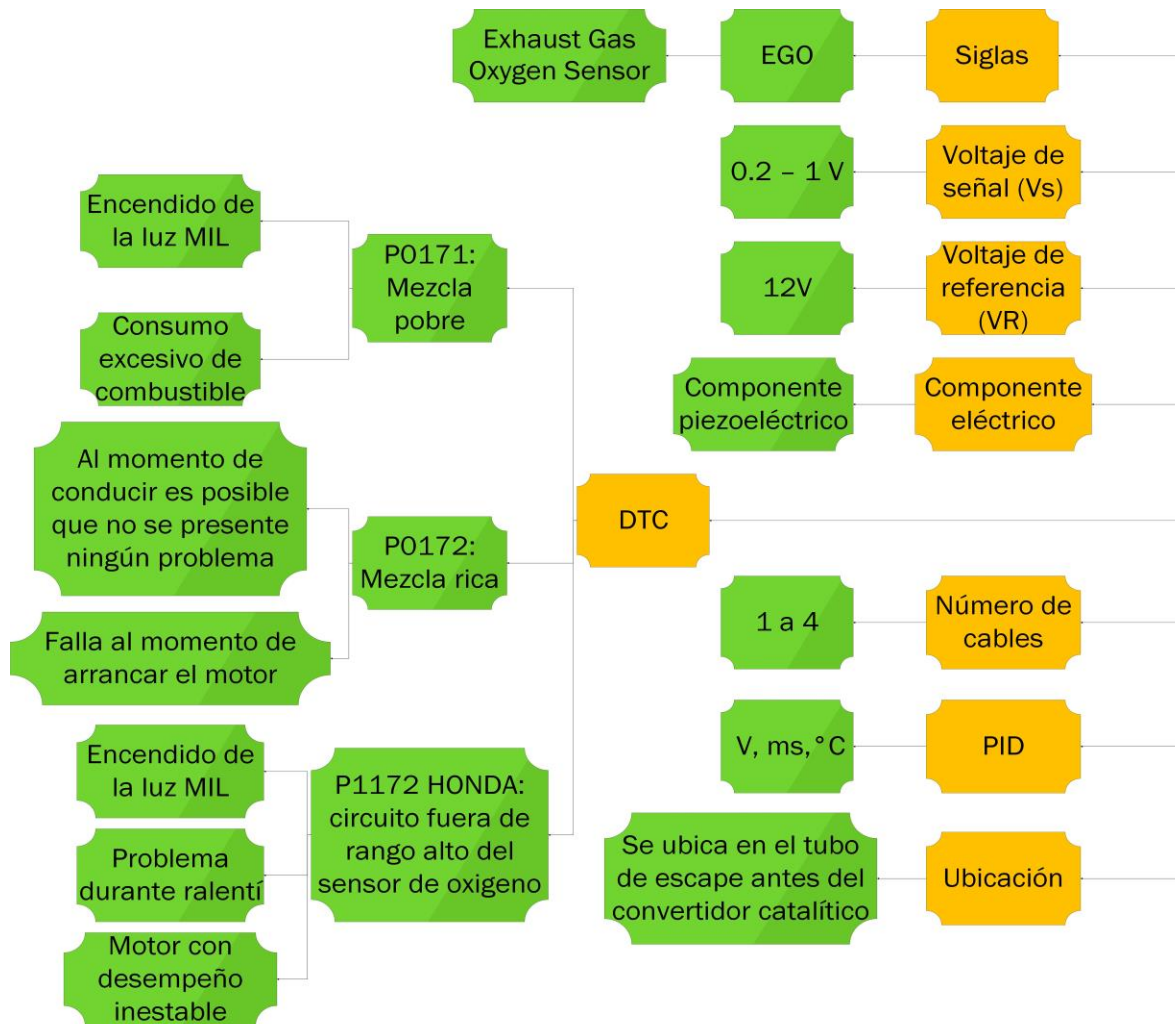 Exhaust Gas
Oxygen Sensor
EGO
Siglas
0.2 – 1 V
Voltaje de
señal (Vs)
Encendido de
la luz MIL
P0171:
Mezcla
pobre
12V
Voltaje de
referencia
(VR)
Consumo
excesivo de
combustible
Componente
piezoeléctrico
Componente
eléctrico
Al momento de
conducir es posible
que no se presente
ningún problema
DTC
P0172:
Mezcla rica
Falla al momento de
arrancar el motor
1 a 4
Número de
cables
Encendido de
la luz MIL
V, ms,°C
PID
P1172 HONDA:
circuito fuera de
rango alto del
sensor de oxigeno
Problema
durante ralentí
Se ubica en el tubo
de escape antes del
convertidor catalítico
Ubicación
Motor con
desempeño
inestable